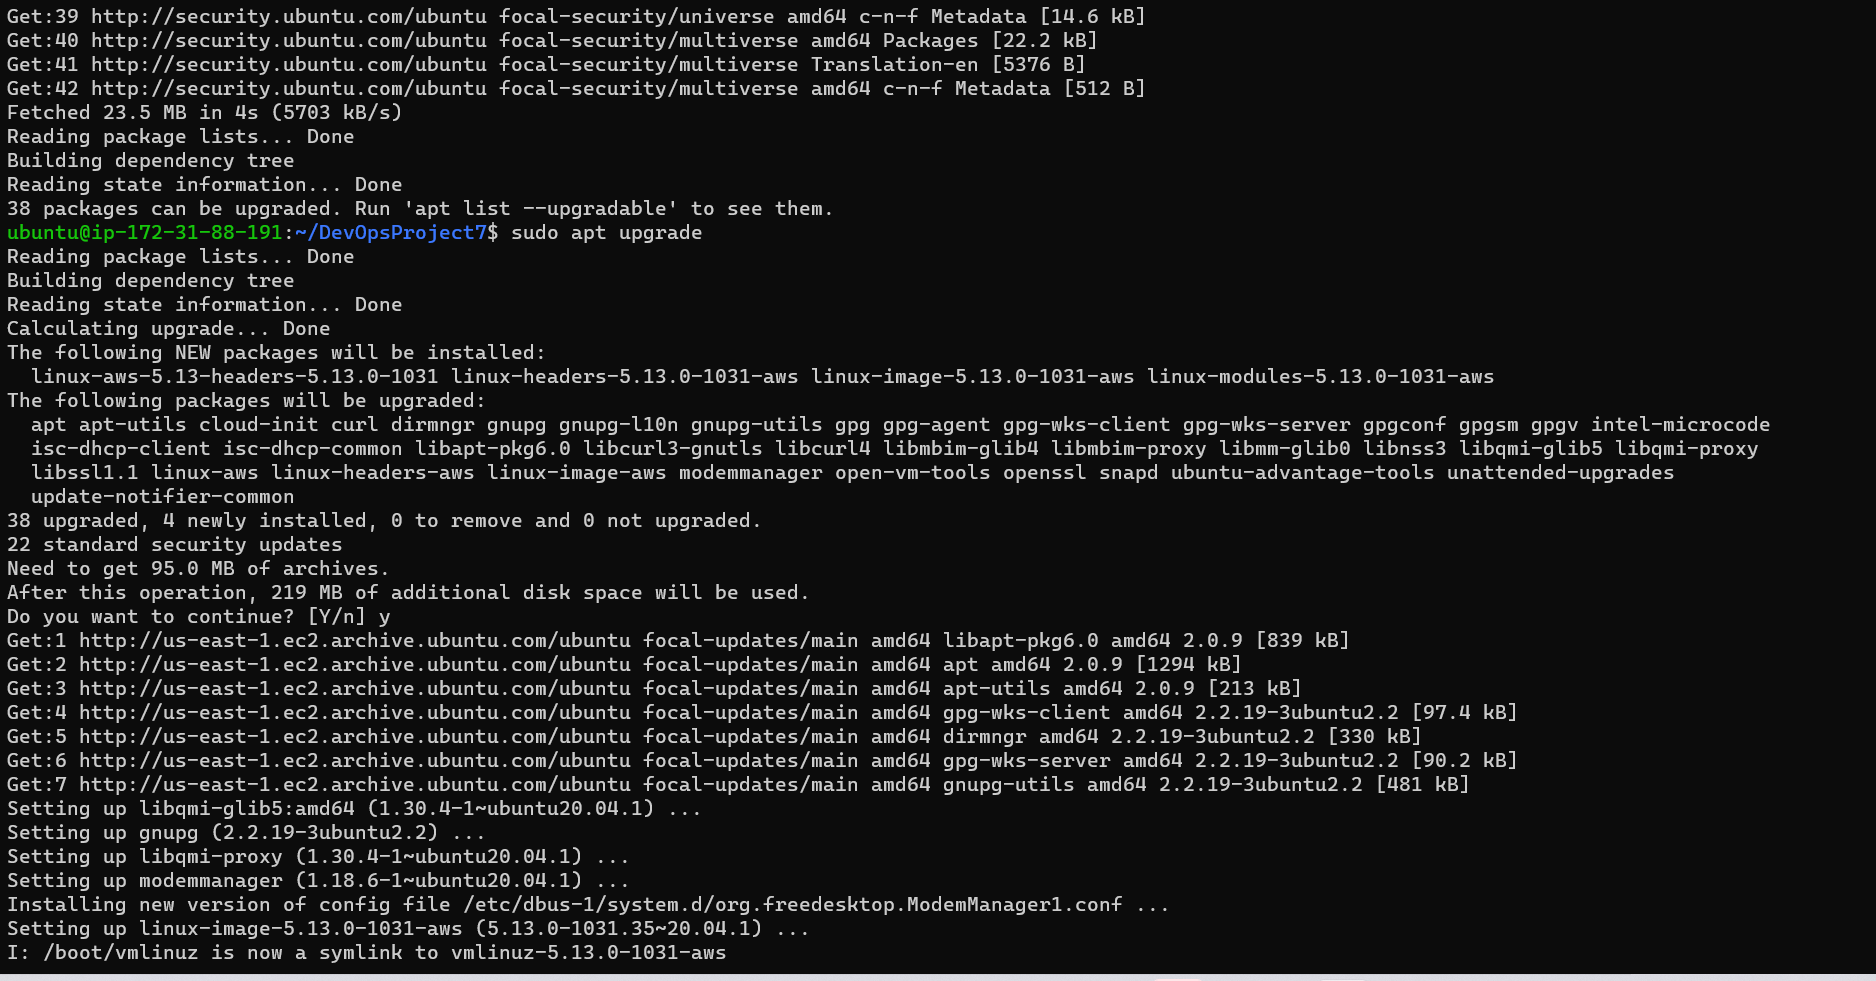 Get:39 http://security.ubuntu.com/ubuntu focal-security/universe amd64 c-n-f Metadata [14.6 kB]
Get:40 http://security.ubuntu.com/ubuntu focal-security/multiverse amd64 Packages [22.2 kB]
Get:41 http://security.ubuntu.com/ubuntu focal-security/multiverse Translation-en [5376 B]
Get:42 http://security.ubuntu.com/ubuntu focal-security/multiverse amd64 c-n-f Metadata [512 B]
Fetched 23.5 MB in 4s (5703 kB/s)
Reading package lists... Done
Building dependency tree
Reading state information... Done
38 packages can be upgraded. Run 'apt list --upgradable' to see them.
ubuntu@ip-172-31-88-191:~/DevOpsProject7$ sudo apt upgrade
Reading package lists... Done
Building dependency tree
Reading state information... Done
Calculating upgrade... Done
The following NEW packages will be installed:
  linux-aws-5.13-headers-5.13.0-1031 linux-headers-5.13.0-1031-aws linux-image-5.13.0-1031-aws linux-modules-5.13.0-1031-aws
The following packages will be upgraded:
  apt apt-utils cloud-init curl dirmngr gnupg gnupg-l10n gnupg-utils gpg gpg-agent gpg-wks-client gpg-wks-server gpgconf gpgsm gpgv intel-microcode
  isc-dhcp-client isc-dhcp-common libapt-pkg6.0 libcurl3-gnutls libcurl4 libmbim-glib4 libmbim-proxy libmm-glib0 libnss3 libqmi-glib5 libqmi-proxy
  libssl1.1 linux-aws linux-headers-aws linux-image-aws modemmanager open-vm-tools openssl snapd ubuntu-advantage-tools unattended-upgrades
  update-notifier-common
38 upgraded, 4 newly installed, 0 to remove and 0 not upgraded.
22 standard security updates
Need to get 95.0 MB of archives.
After this operation, 219 MB of additional disk space will be used.
Do you want to continue? [Y/n] y
Get:1 http://us-east-1.ec2.archive.ubuntu.com/ubuntu focal-updates/main amd64 libapt-pkg6.0 amd64 2.0.9 [839 kB]
Get:2 http://us-east-1.ec2.archive.ubuntu.com/ubuntu focal-updates/main amd64 apt amd64 2.0.9 [1294 kB]
Get:3 http://us-east-1.ec2.archive.ubuntu.com/ubuntu focal-updates/main amd64 apt-utils amd64 2.0.9 [213 kB]
Get:4 http://us-east-1.ec2.archive.ubuntu.com/ubuntu focal-updates/main amd64 gpg-wks-client amd64 2.2.19-3ubuntu2.2 [97.4 kB]
Get:5 http://us-east-1.ec2.archive.ubuntu.com/ubuntu focal-updates/main amd64 dirmngr amd64 2.2.19-3ubuntu2.2 [330 kB]
Get:6 http://us-east-1.ec2.archive.ubuntu.com/ubuntu focal-updates/main amd64 gpg-wks-server amd64 2.2.19-3ubuntu2.2 [90.2 kB]
Get:7 http://us-east-1.ec2.archive.ubuntu.com/ubuntu focal-updates/main amd64 gnupg-utils amd64 2.2.19-3ubuntu2.2 [481 kB]
Setting up libqmi-glib5:amd64 (1.30.4-1~ubuntu20.04.1) ...
Setting up gnupg (2.2.19-3ubuntu2.2) ...
Setting up libqmi-proxy (1.30.4-1~ubuntu20.04.1) ...
Setting up modemmanager (1.18.6-1~ubuntu20.04.1) ...
Installing new version of config file /etc/dbus-1/system.d/org.freedesktop.ModemManager1.conf ...
Setting up linux-image-5.13.0-1031-aws (5.13.0-1031.35~20.04.1) ...
I: /boot/vmlinuz is now a symlink to vmlinuz-5.13.0-1031-aws